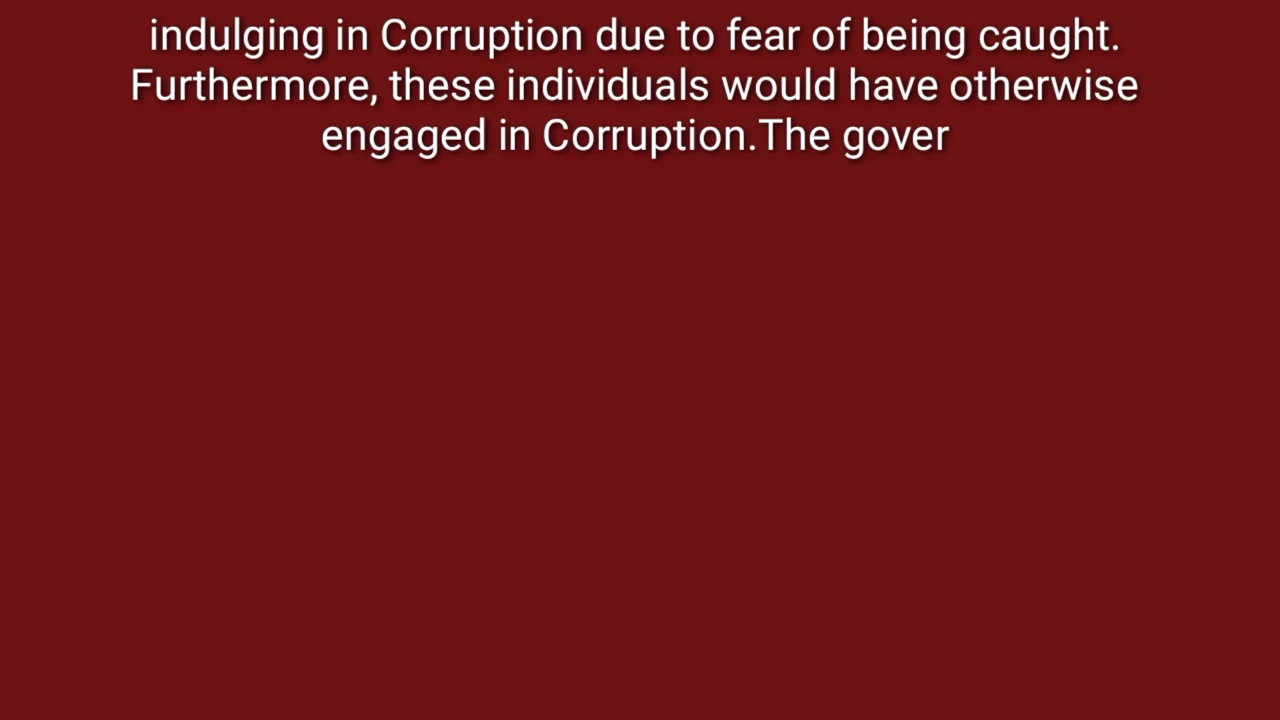 indulging in Corruption due to fear of being caught.
Furthermore, these individuals would have otherwise
engaged in Corruption.The gover